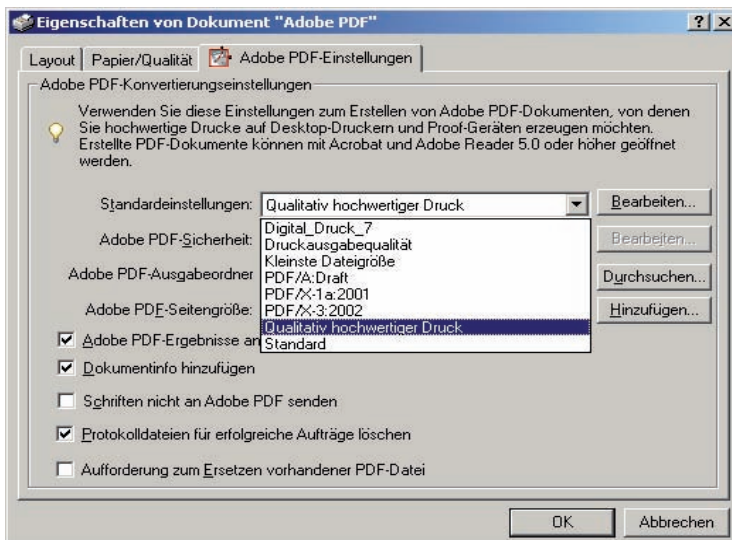 Eigenschaften von Dokument "Adobe PDF"
Layout Papier/Qualität Adobe PDF-Einstellungen
Adobe PDF-Konvertierungseinstellungen
Verwenden Sie diese Einstellungen zum Erstellen von Adobe PDF-Dokumenten, von denen
Sie hochwertige Drucke auf Desktop-Druckern und Proof-Geräten erzeugen möchten.
Erstellte PDF-Dokumente können mit Acrobat und Adobe Reader 5.0 oder höher geöffnet
werden.
Standardeinstellungen: Qualitativ hochwertiger Druck Bearbeiten...
Digital_Druck_7
Adobe PDF-Sicherheit: Druckausgabequalität Bearbeiten...
Kleinste Dateigröße
Adobe PDF-Ausgabeordner PDF/A:Draft Durchsuchen...
PDF/X-1a:2001
Adobe PDF-Seitengröße: PDF/X-3:2002 Hinzufügen...
Qualitativ hochwertiger Druck
Adobe PDF-Ergebnisse an Standard
Dokumentinfo hinzufügen
Schriften nicht an Adobe PDF senden
Protokolldateien für erfolgreiche Aufträge löschen
Aufforderung zum Ersetzen vorhandener PDF-Datei
OK Abbrechen